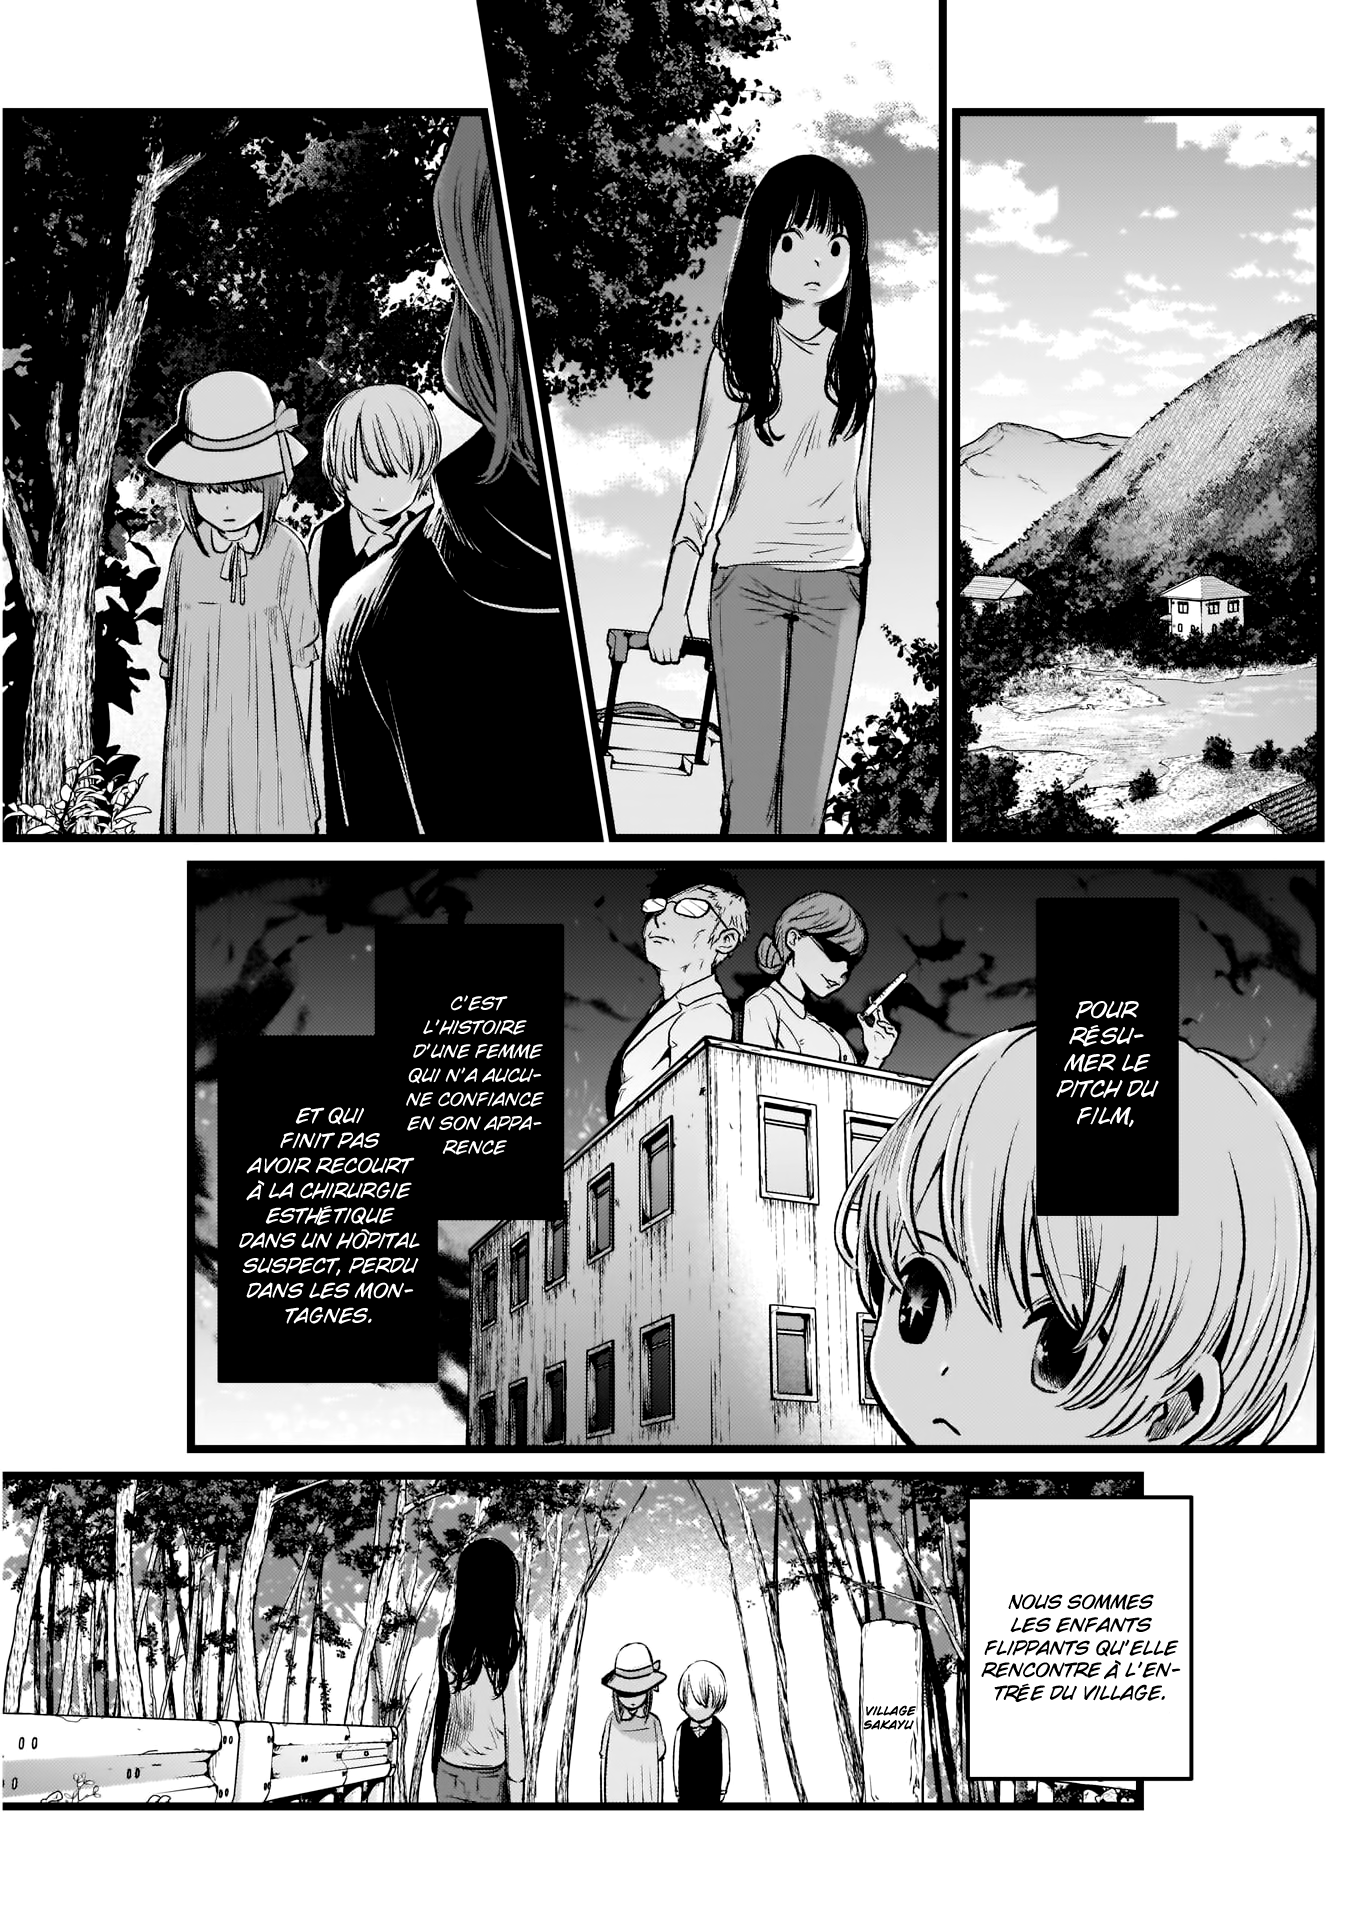 POUR
RÉSU-
MER LE
PITCH DU
FILM,
C'EST
L'HISTOIRE
D'UNE FEMME
QUI N'A AUCU-
NE CONFIANCE
EN SON APPA-
RENCE
ET QUI
FINIT PAS
AVOIR RECOURT
À LA CHIRURGIE
ESTHÉTIQUE
DANS UN HÔPITAL
SUSPECT, PERDU
DANS LES MON-
TAGNES.
NOUS SOMMES
LES ENFANTS
FLIPPANTS QU'ELLE
RENCONTRE À L'EN-
TRÉE DU VILLAGE.
VILLAGE
SAKAYU